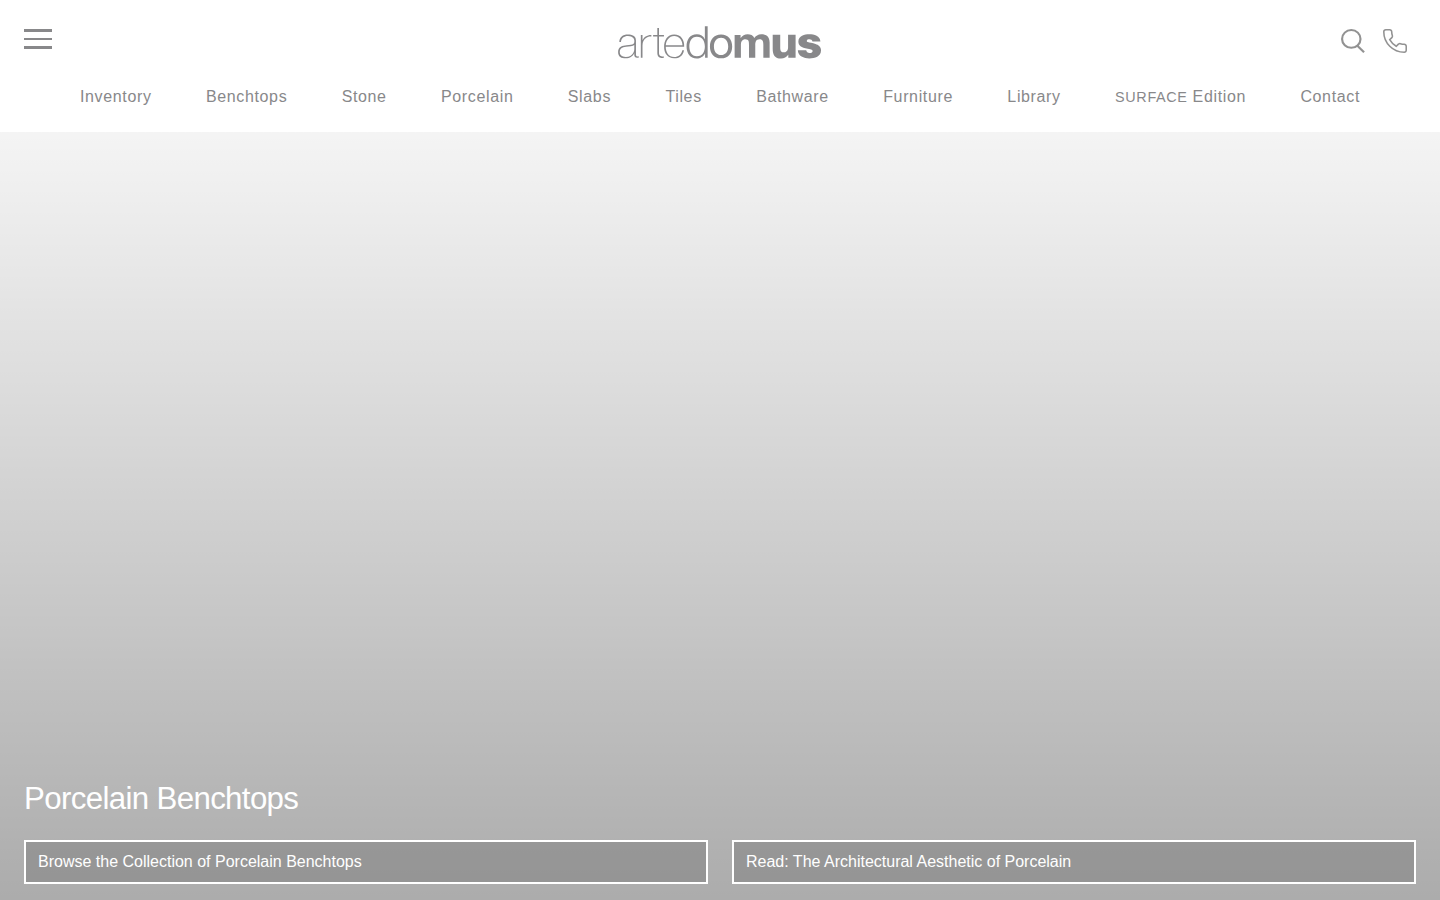 artedomus
Inventory Benchtops Stone Porcelain Slabs Tiles Bathware Furniture Library SURFACE Edition Contact
Porcelain Benchtops
Browse the Collection of Porcelain Benchtops
Read: The Architectural Aesthetic of Porcelain